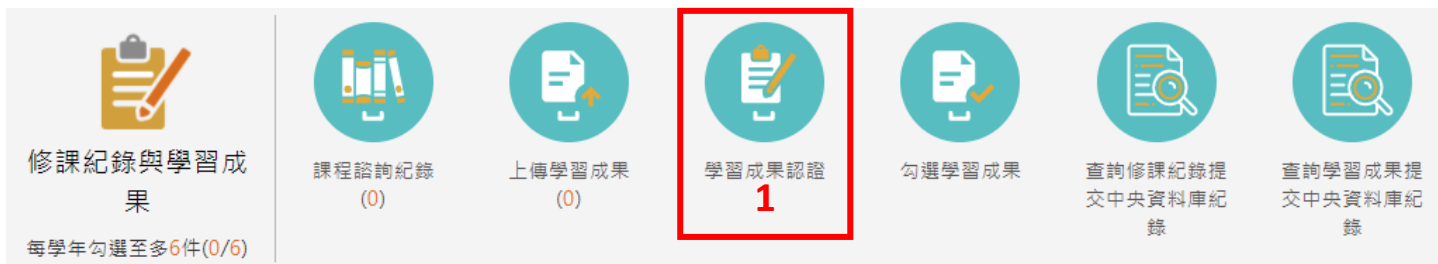 修課紀錄與學習成
果
每學年勾選至多6件(0/6)
課程諮詢紀錄
(0)
上傳學習成果
(0)
學習成果認證
1
勾選學習成果
查詢修課紀錄提
交中央資料庫紀
錄
查詢學習成果提
交中央資料庫紀
錄